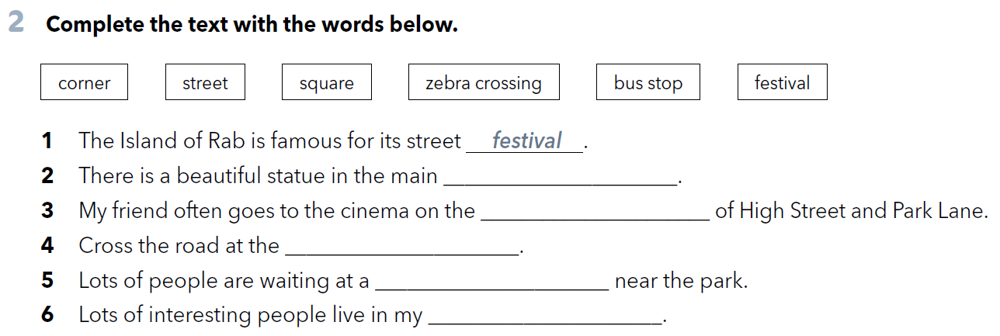 2 Complete the text with the words below.
corner street square zebra crossing bus stop festival
1 The Island of Rab is famous for its street festival.
2 There is a beautiful statue in the main ____________________.
3 My friend often goes to the cinema on the ____________________ of High Street and Park Lane.
4 Cross the road at the ____________________.
5 Lots of people are waiting at a ____________________ near the park.
6 Lots of interesting people live in my ____________________.